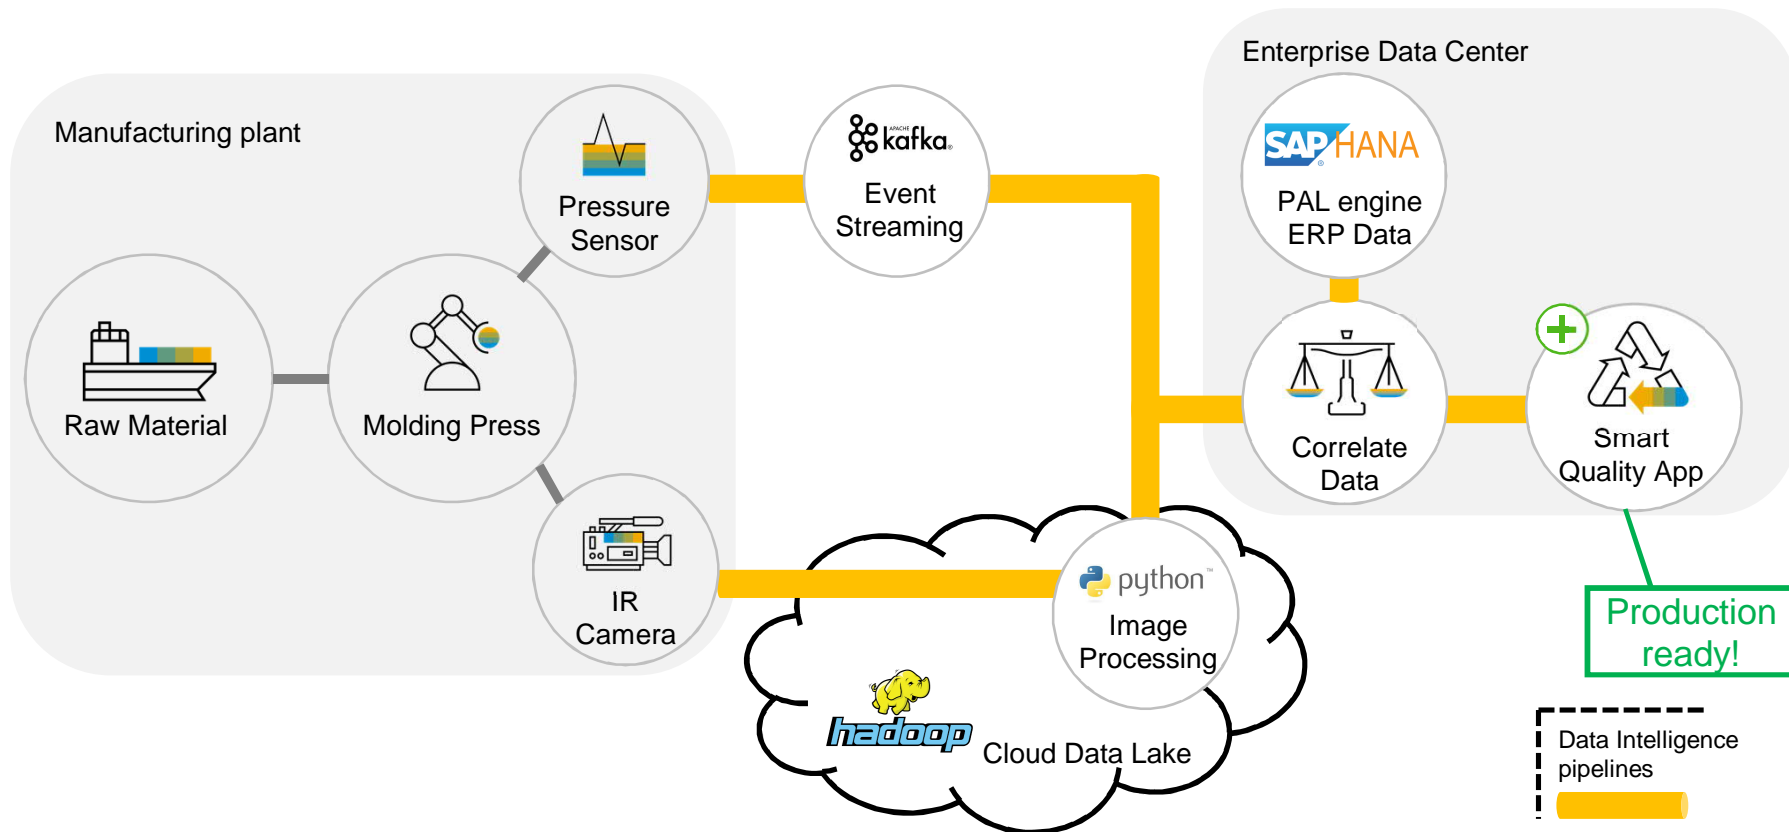 Manufacturing plant
Pressure
Sensor
Raw Material
Molding Press
IR
Camera
APACHE
kafka®
Event
Streaming
Enterprise Data Center
SAP® HANA
PAL engine
ERP Data
Correlate
Data
Smart
Quality App
Production
ready!
python™
Image
Processing
hadoop
Cloud Data Lake
Data Intelligence
pipelines